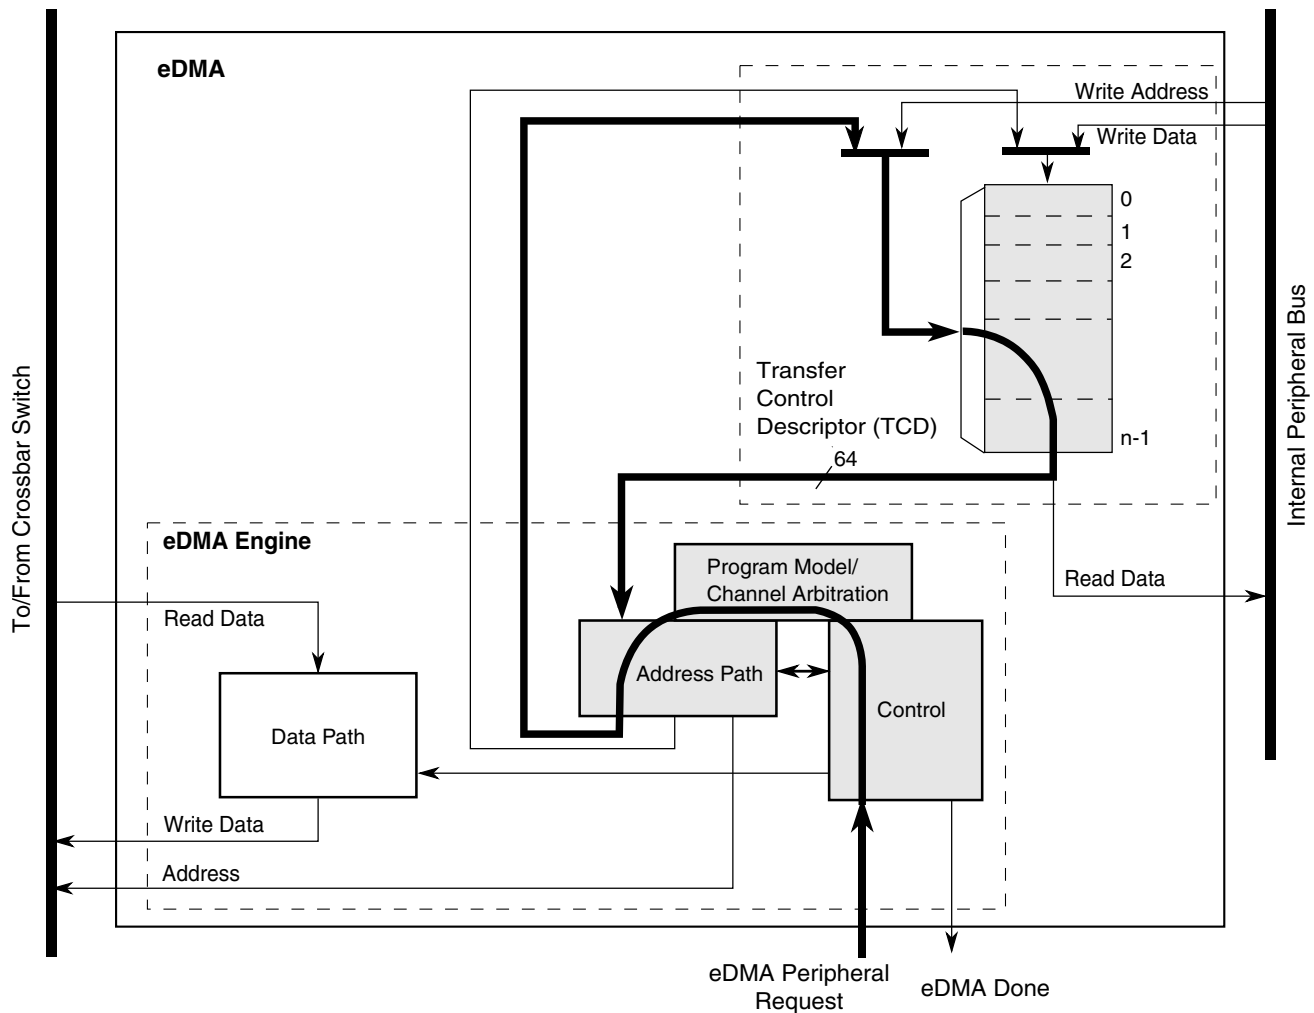 eDMA
Write Address
Write Data
0
1
2
n-1
Transfer
Control
Descriptor (TCD)
64
To/From Crossbar Switch
Internal Peripheral Bus
eDMA Engine
Program Model/
Channel Arbitration
Read Data
Read Data
Address Path
Control
Data Path
Write Data
Address
eDMA Peripheral
Request
eDMA Done